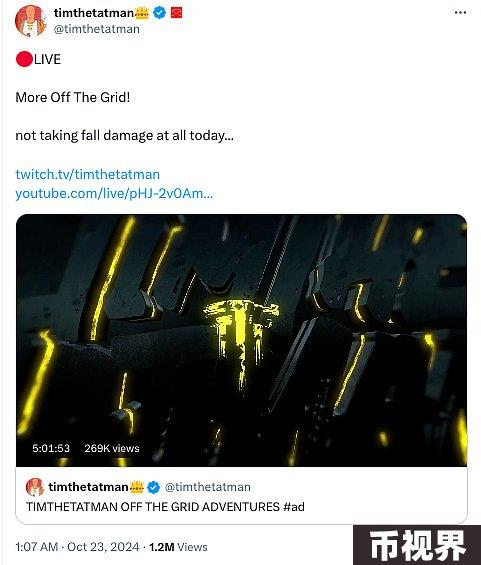 timthetatman
@timthetatman
🔴LIVE
More Off The Grid!
not taking fall damage at all today...
twitch.tv/timthetatman
youtube.com/live/pHJ-2v0Am...
5:01:53 269K views
timthetatman @timthetatman
TIMTHETATMAN OFF THE GRID ADVENTURES #ad
1:07 AM · Oct 23, 2024 · 1.2M Views
币视界